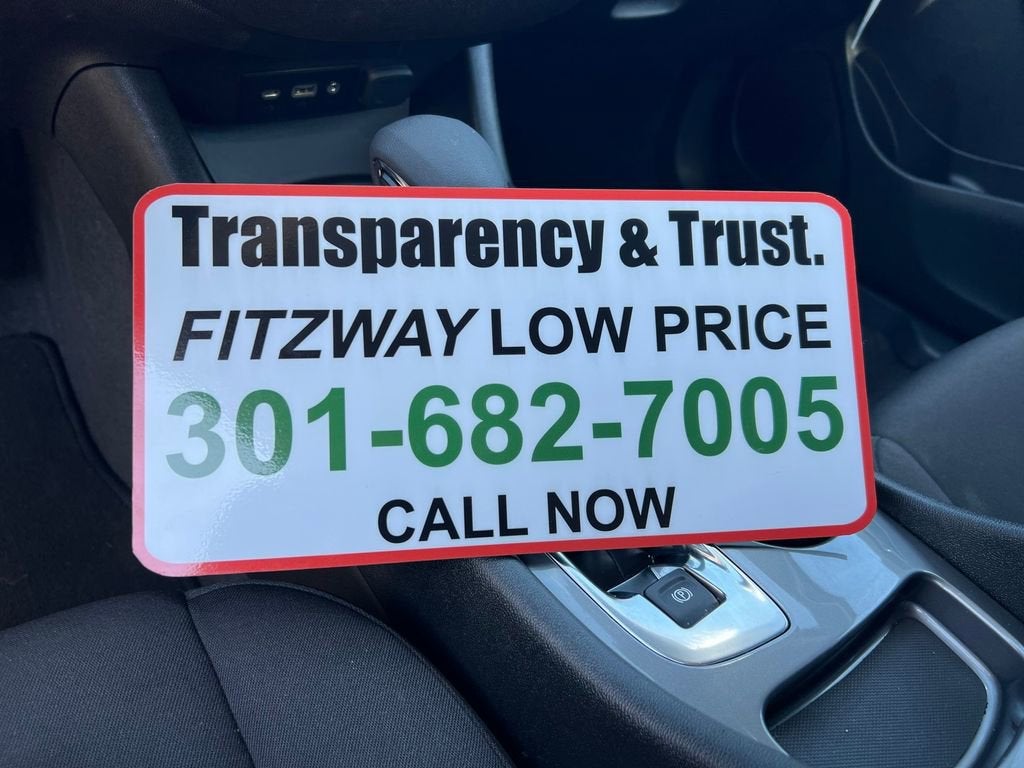 Transparency & Trust.
FITZWAY LOW PRICE
301-682-7005
CALL NOW
P